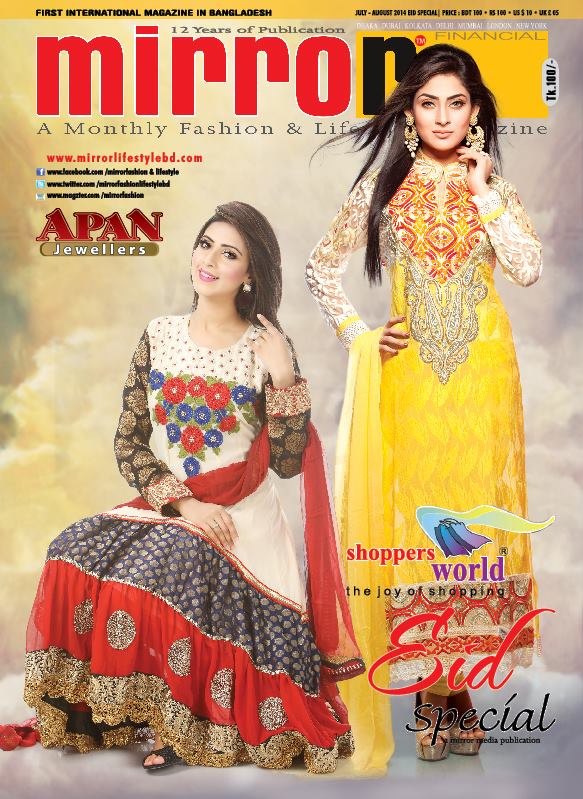 FIRST INTERNATIONAL MAGAZINE IN BANGLADESH
JULY - AUGUST 2014 EID SPECIAL | PRICE : BDT 100 • RS 100 • US $ 10 • UK £ 05
12 Years of Publication
DHAKA DUBAI KOLKATA DELHI MUMBAI LONDON NEW YORK
FINANCIAL
mirror TM
Tk.100/-
A Monthly Fashion & Life zine
www.mirrorlifestylebd.com
www.facebook.com /mirrorfashion & lifestyle
www.twitter.com /mirrorfashionlifestylebd
www.magzter.com /mirrorfashion
APAN
Jewellers
shoppers
world ®
the joy of shopping
Eid
special
mirror media publication